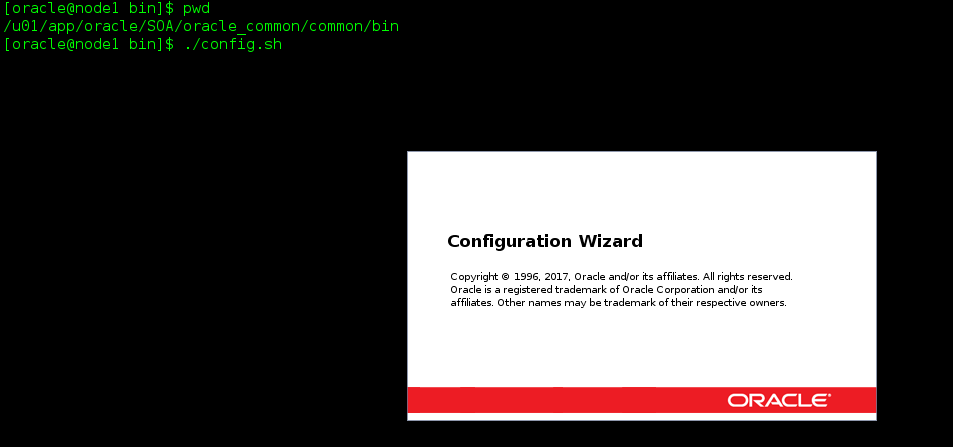 [oracle@node1 bin]$ pwd
/u01/app/oracle/SOA/oracle_common/common/bin
[oracle@node1 bin]$ ./config.sh
Configuration Wizard
Copyright © 1996, 2017, Oracle and/or its affiliates. All rights reserved.
Oracle is a registered trademark of Oracle Corporation and/or its
affiliates. Other names may be trademark of their respective owners.
ORACLE®